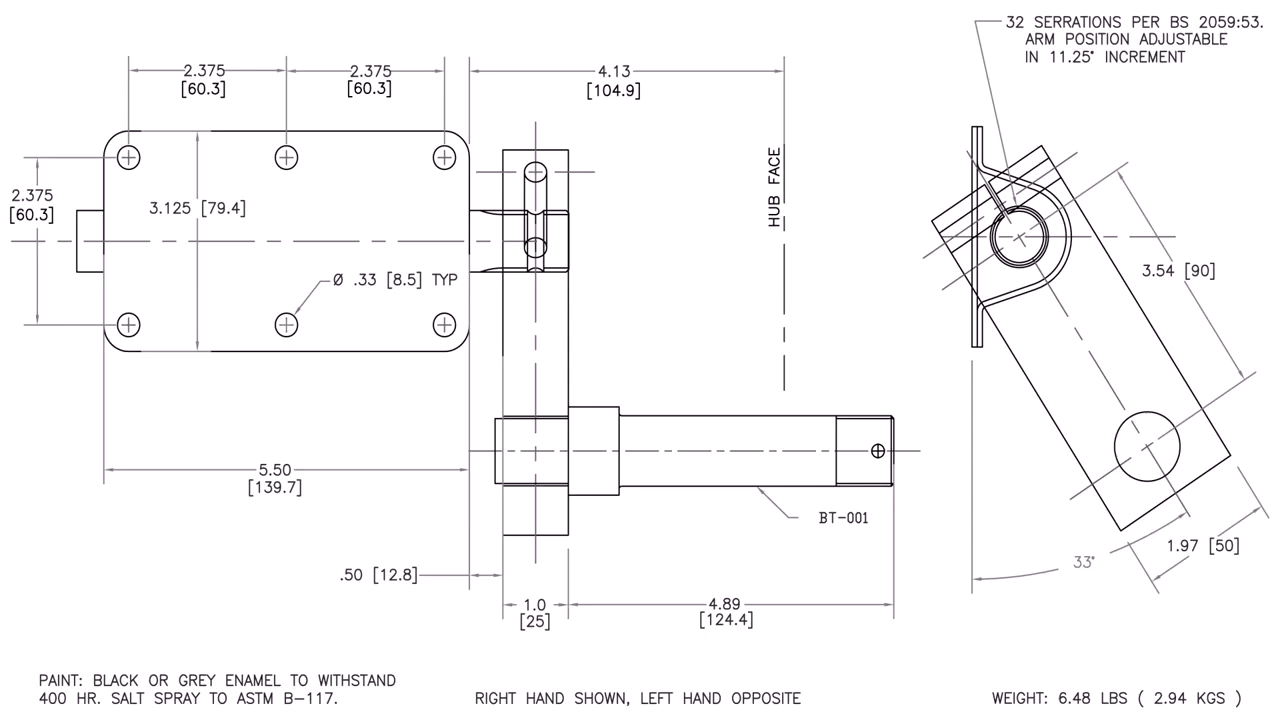 32 SERRATIONS PER BS 2059:53.
ARM POSITION ADJUSTABLE
IN 11.25° INCREMENT
2.375
[60.3]
2.375
[60.3]
4.13
[104.9]
HUB FACE
2.375
[60.3]
3.125 [79.4]
Ø .33 [8.5] TYP
3.54 [90]
5.50
[139.7]
BT-001
.50 [12.8]
1.0
[25]
4.89
[124.4]
33°
1.97 [50]
PAINT: BLACK OR GREY ENAMEL TO WITHSTAND
400 HR. SALT SPRAY TO ASTM B-117.
RIGHT HAND SHOWN, LEFT HAND OPPOSITE
WEIGHT: 6.48 LBS ( 2.94 KGS )